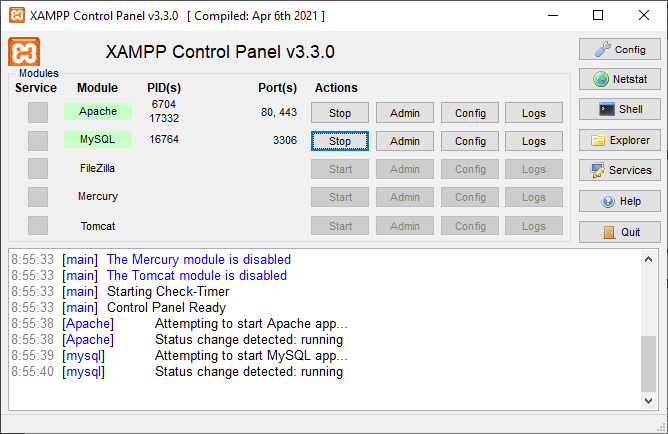 XAMPP Control Panel v3.3.0 [ Compiled: Apr 6th 2021 ]
XAMPP Control Panel v3.3.0
Config
Modules
Service Module PID(s) Port(s) Actions
Netstat
Apache 6704 17332 80, 443 Stop Admin Config Logs
Shell
MySQL 16764 3306 Stop Admin Config Logs
Explorer
FileZilla Start Admin Config Logs
Services
Mercury Start Admin Config Logs
Help
Tomcat Start Admin Config Logs
Quit
8:55:33 [main] The Mercury module is disabled
8:55:33 [main] The Tomcat module is disabled
8:55:33 [main] Starting Check-Timer
8:55:33 [main] Control Panel Ready
8:55:38 [Apache] Attempting to start Apache app...
8:55:38 [Apache] Status change detected: running
8:55:39 [mysql] Attempting to start MySQL app...
8:55:40 [mysql] Status change detected: running